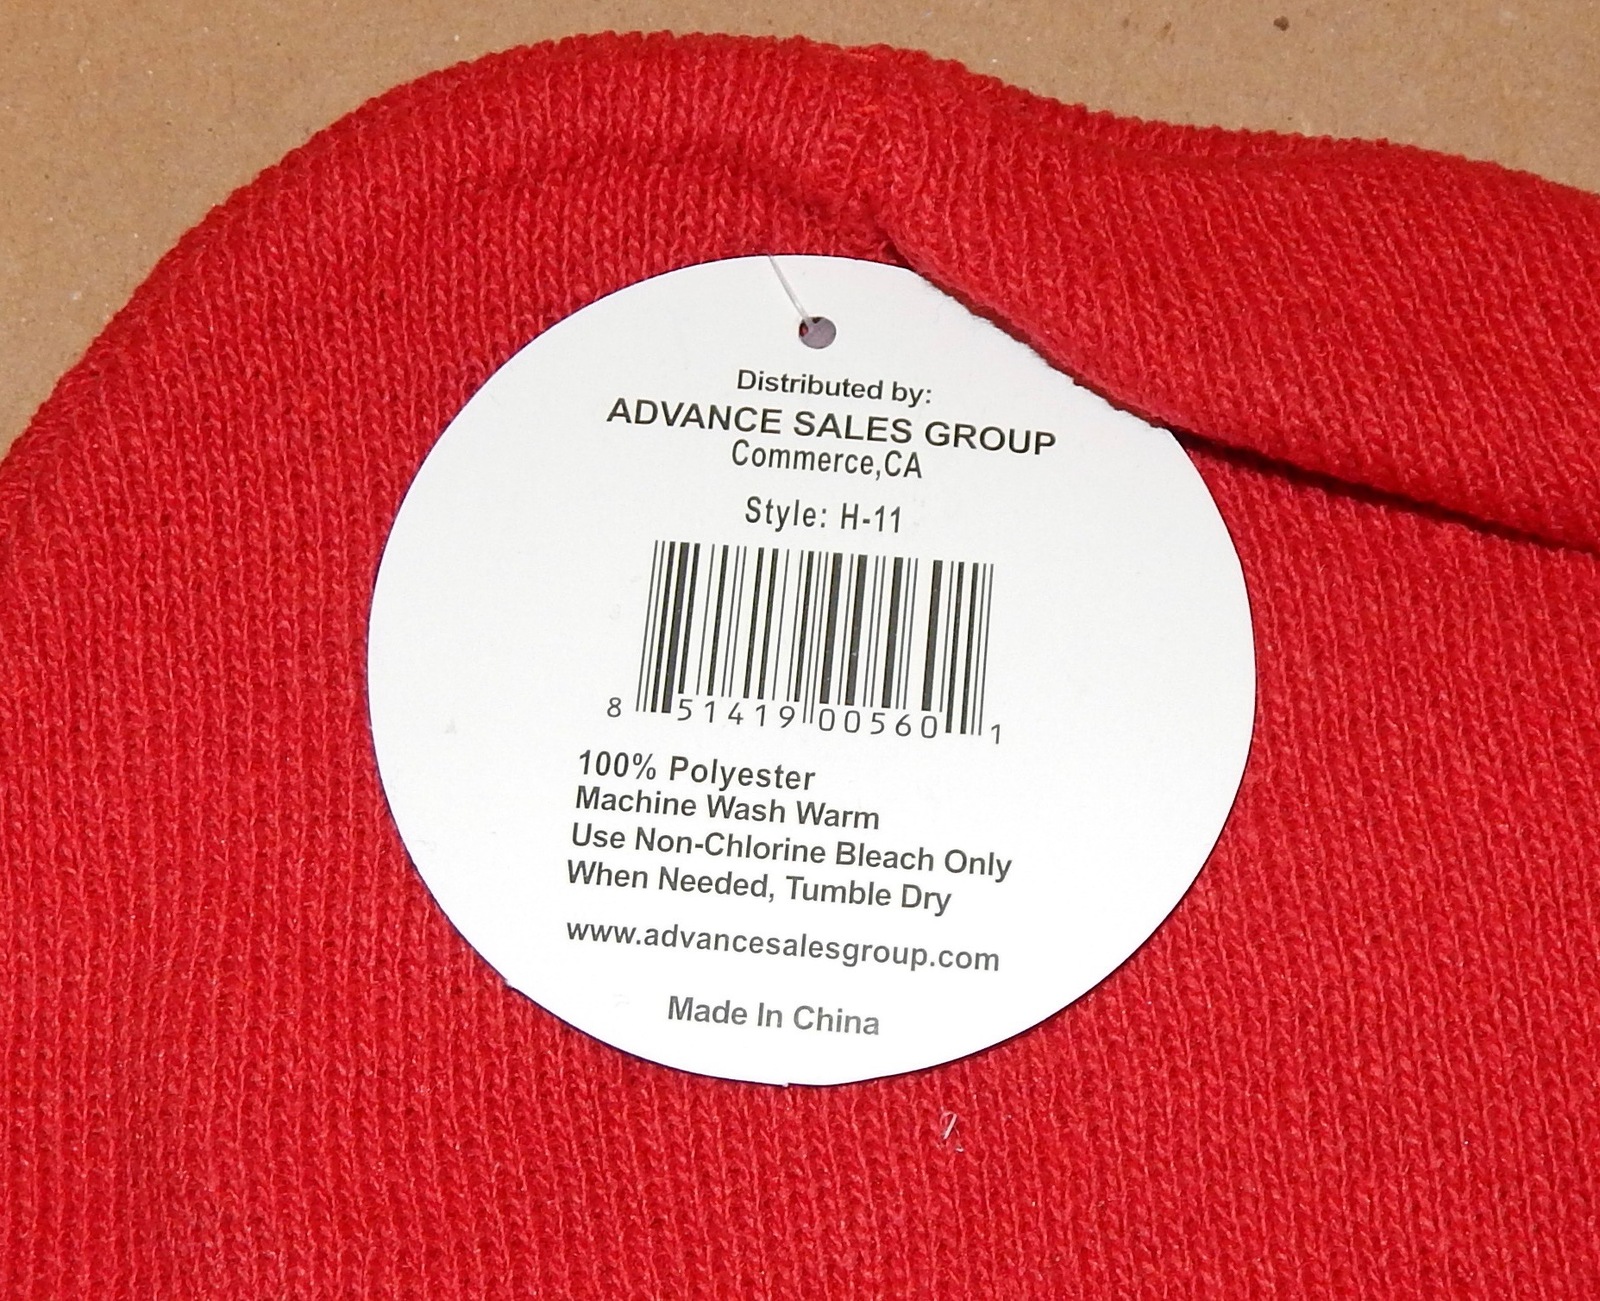 Distributed by:
ADVANCE SALES GROUP
Commerce,CA
Style: H-11
8 51419 00560 1
100% Polyester
Machine Wash Warm
Use Non-Chlorine Bleach Only
When Needed, Tumble Dry
www.advancesalesgroup.com
Made In China